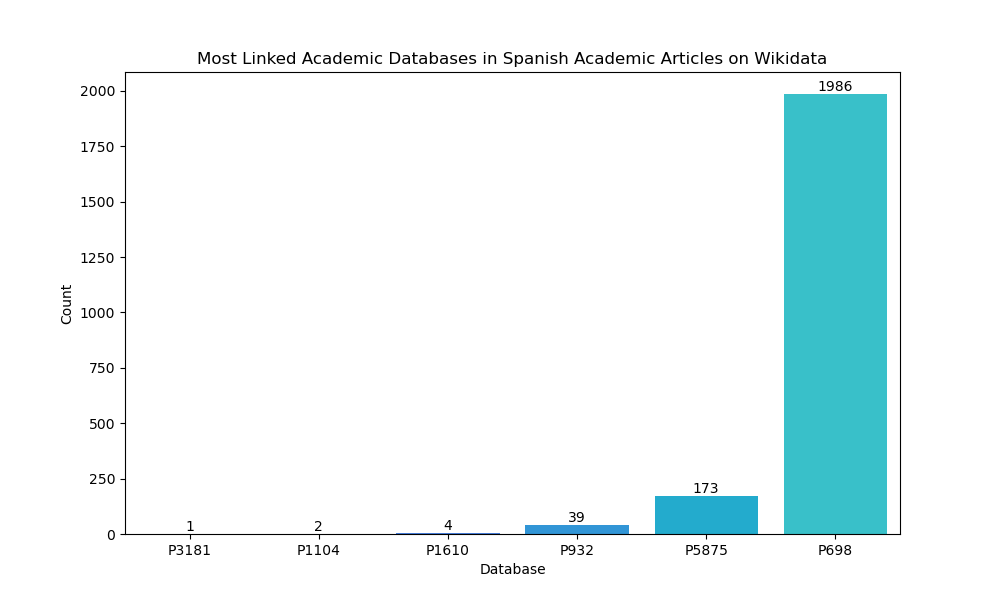 Most Linked Academic Databases in Spanish Academic Articles on Wikidata
2000
1750
1500
1250
1000
750
500
250
0
Count
1
2
4
39
173
1986
P3181
P1104
P1610
P932
P5875
P698
Database